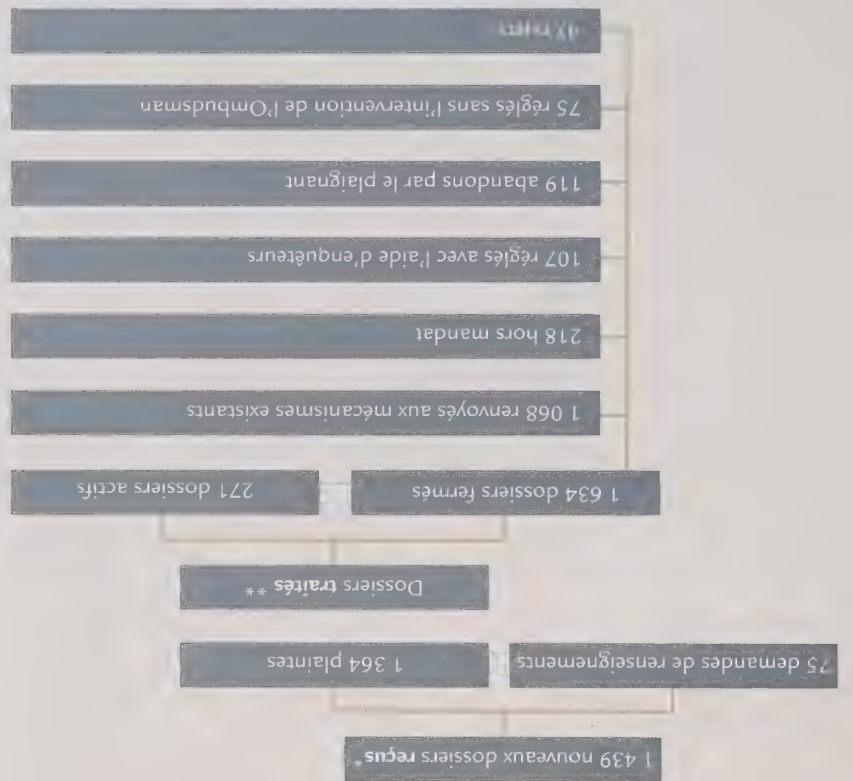 1 439 nouveaux dossiers reçus*
75 demandes de renseignements
1 364 plaintes
Dossiers traités **
1 634 dossiers fermés
271 dossiers actifs
1 068 renvoyés aux mécanismes existants
218 hors mandat
107 réglés avec l'aide d'enquêteurs
119 abandons par le plaignant
75 réglés sans l'intervention de l'Ombudsman
47 rejets